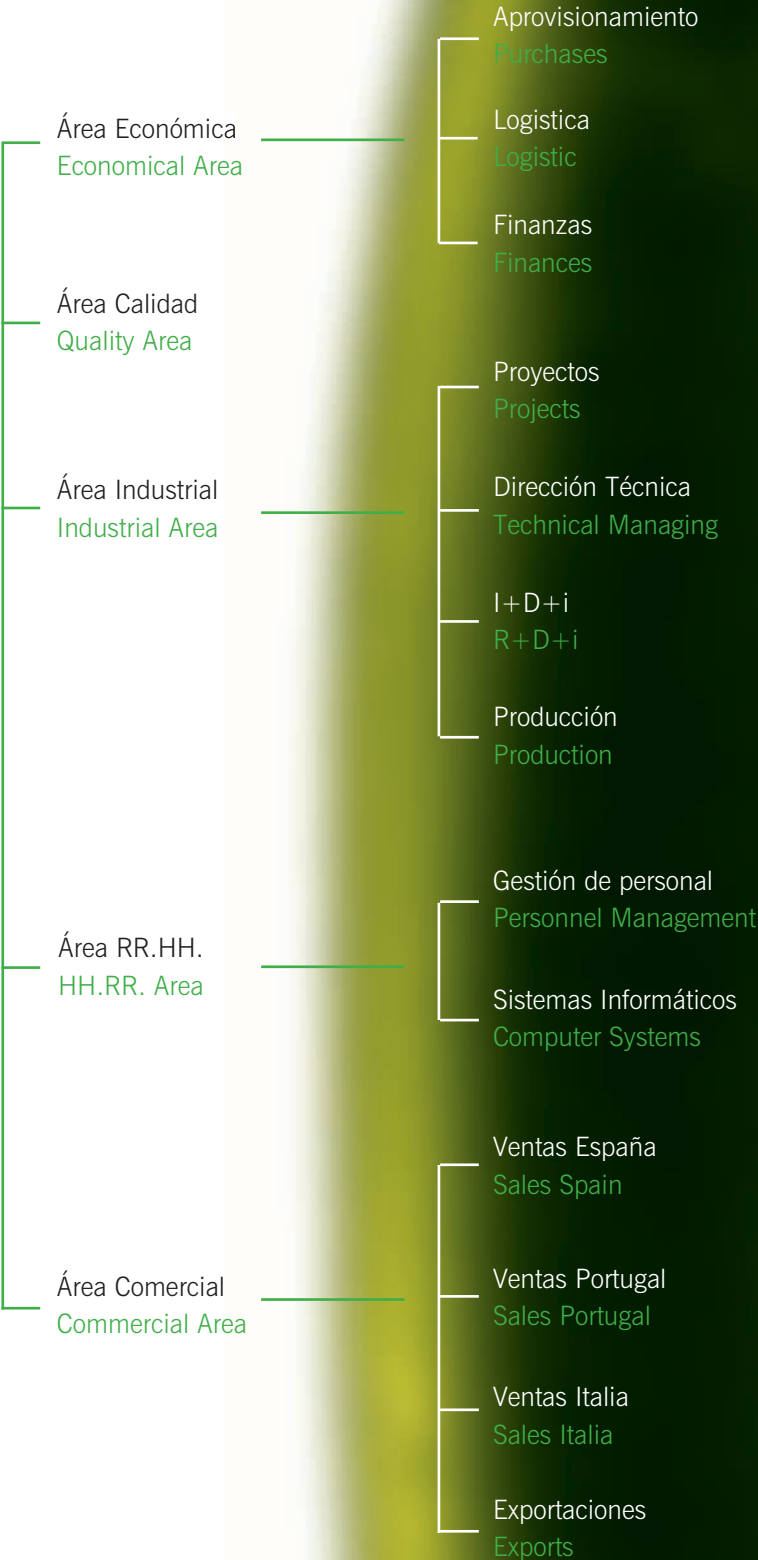 Área Económica
Economical Area
Aprovisionamiento
Purchases
Logistica
Logistic
Finanzas
Finances
Área Calidad
Quality Area
Área Industrial
Industrial Area
Proyectos
Projects
Dirección Técnica
Technical Managing
I+D+i
R+D+i
Producción
Production
Área RR.HH.
HH.RR. Area
Gestión de personal
Personnel Management
Sistemas Informáticos
Computer Systems
Área Comercial
Commercial Area
Ventas España
Sales Spain
Ventas Portugal
Sales Portugal
Ventas Italia
Sales Italia
Exportaciones
Exports